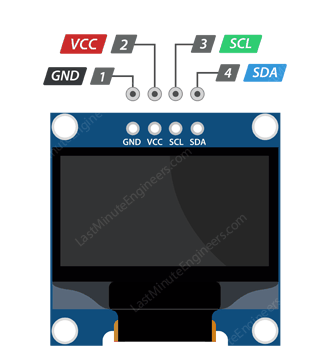 VCC 2 3 SCL
GND 1 4 SDA
GND VCC SCL SDA
LastMinuteEngineers.com
LastMinuteEngineers.com